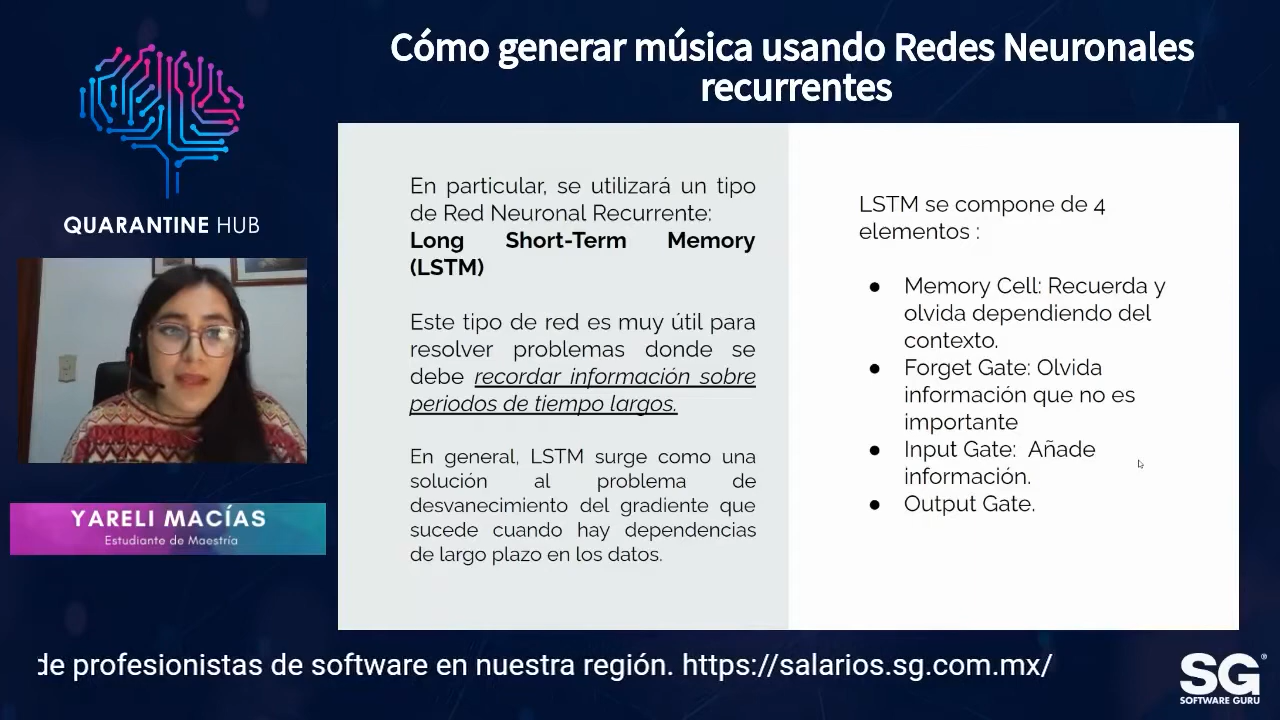 Cómo generar música usando Redes Neuronales
recurrentes
QUARANTINE HUB
YARELI MACÍAS
Estudiante de Maestría
En particular, se utilizará un tipo
de Red Neuronal Recurrente:
Long Short-Term Memory
(LSTM)
Este tipo de red es muy útil para
resolver problemas donde se
debe recordar información sobre
periodos de tiempo largos.
En general, LSTM surge como una
solución al problema de
desvanecimiento del gradiente que
sucede cuando hay dependencias
de largo plazo en los datos.
LSTM se compone de 4
elementos :
● Memory Cell: Recuerda y
olvida dependiendo del
contexto.
● Forget Gate: Olvida
información que no es
importante
● Input Gate: Añade
información.
● Output Gate.
de profesionistas de software en nuestra región. https://salarios.sg.com.mx/
SG®
SOFTWARE GURU